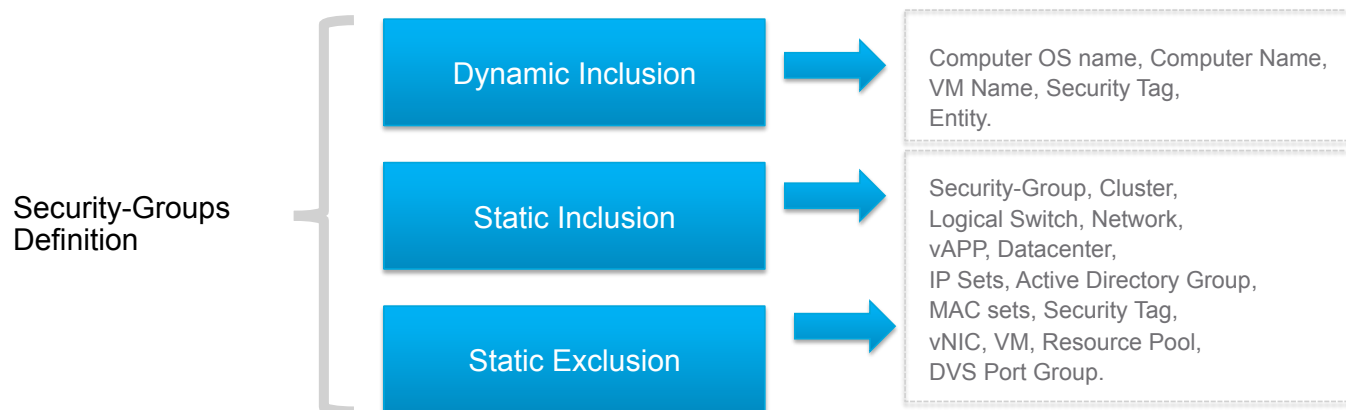 Security-Groups
Definition
Dynamic Inclusion
Computer OS name, Computer Name,
VM Name, Security Tag,
Entity.
Static Inclusion
Static Exclusion
Security-Group, Cluster,
Logical Switch, Network,
vAPP, Datacenter,
IP Sets, Active Directory Group,
MAC sets, Security Tag,
vNIC, VM, Resource Pool,
DVS Port Group.